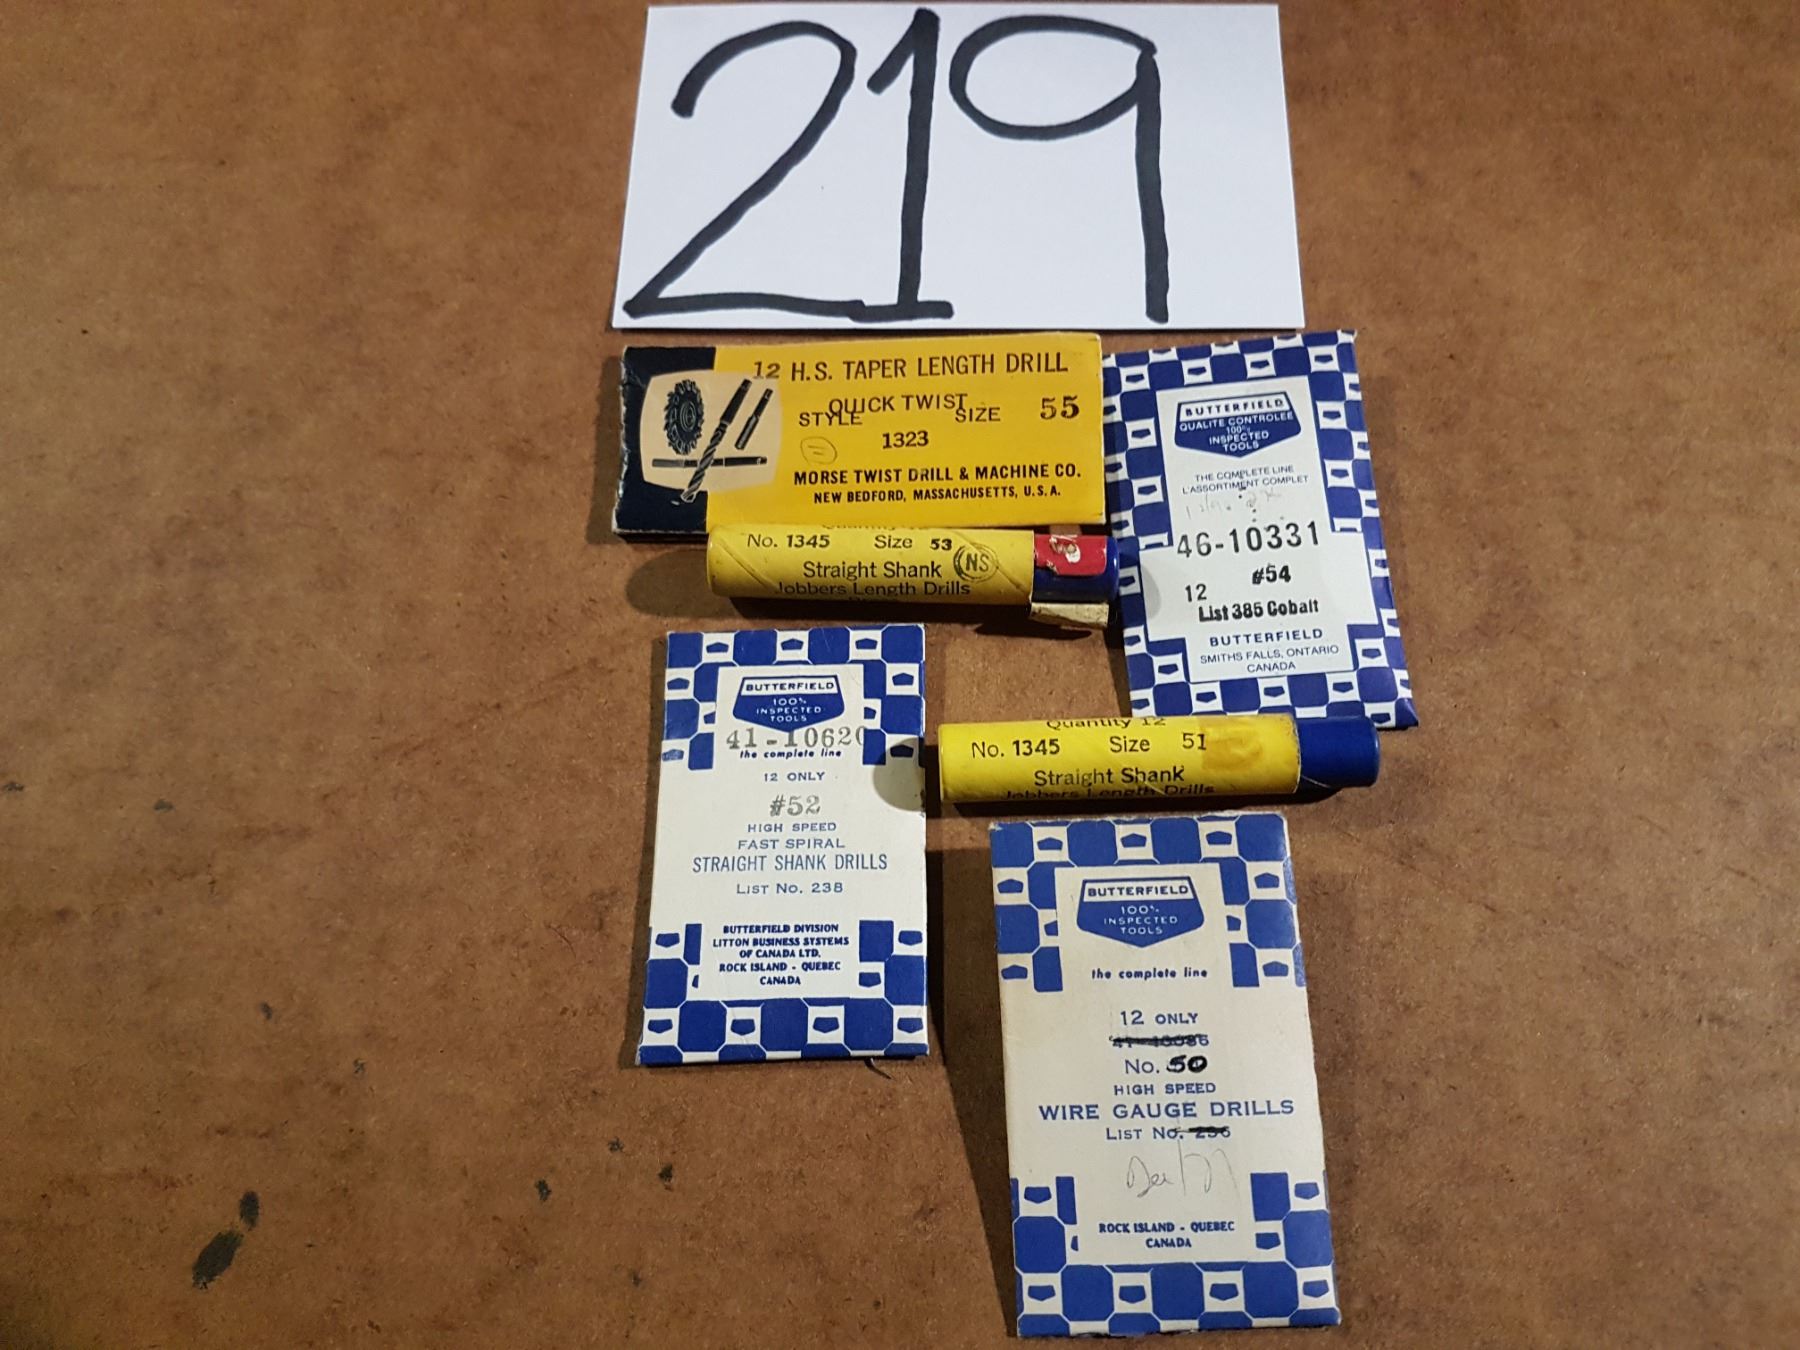 219
12 H.S. TAPER LENGTH DRILL
QUICK TWIST
STYLE SIZE 55
1323
MORSE TWIST DRILL & MACHINE CO.
NEW BEDFORD, MASSACHUSETTS, U.S.A.
BUTTERFIELD
QUALITE CONTROLEE
100%
INSPECTED
TOOLS
THE COMPLETE LINE
L'ASSORTIMENT COMPLET
46-10331
#54
12
List 385 Cobalt
BUTTERFIELD
SMITHS FALLS, ONTARIO
CANADA
No. 1345 Size 53
NS
Straight Shank
Jobbers Length Drills
BUTTERFIELD
100%
INSPECTED
TOOLS
41-10620
the complete line
12 ONLY
#52
HIGH SPEED
FAST SPIRAL
STRAIGHT SHANK DRILLS
LIST NO. 238
BUTTERFIELD DIVISION
LITTON BUSINESS SYSTEMS
OF CANADA LTD.
ROCK ISLAND - QUEBEC
CANADA
Quantity 12
No. 1345 Size 51
Straight Shank
Jobbers Length Drills
BUTTERFIELD
100%
INSPECTED
TOOLS
the complete line
12 ONLY
No. 50
HIGH SPEED
WIRE GAUGE DRILLS
LIST NO.
ROCK ISLAND - QUEBEC
CANADA